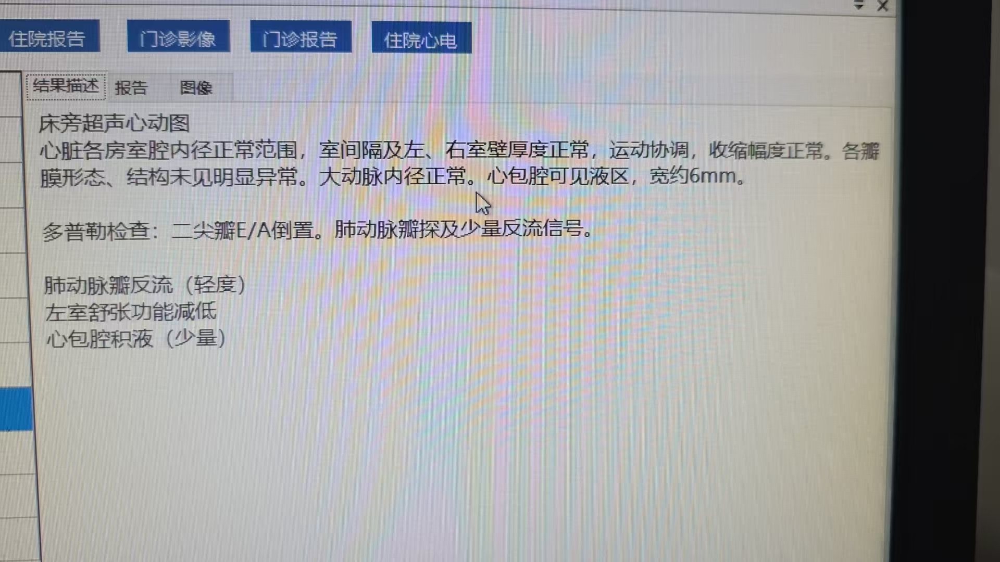 住院报告 门诊影像 门诊报告 住院心电
结果描述 报告 图像
床旁超声心动图
心脏各房室腔内径正常范围，室间隔及左、右室壁厚度正常，运动协调，收缩幅度正常。各瓣
膜形态、结构未见明显异常。大动脉内径正常。心包腔可见液区，宽约6mm。
多普勒检查：二尖瓣E/A倒置。肺动脉瓣探及少量反流信号。
肺动脉瓣反流（轻度）
左室舒张功能减低
心包腔积液（少量）